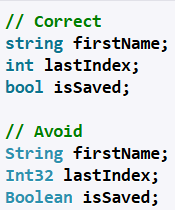 // Correct
string firstName;
int lastIndex;
bool isSaved;
// Avoid
String firstName;
Int32 lastIndex;
Boolean isSaved;